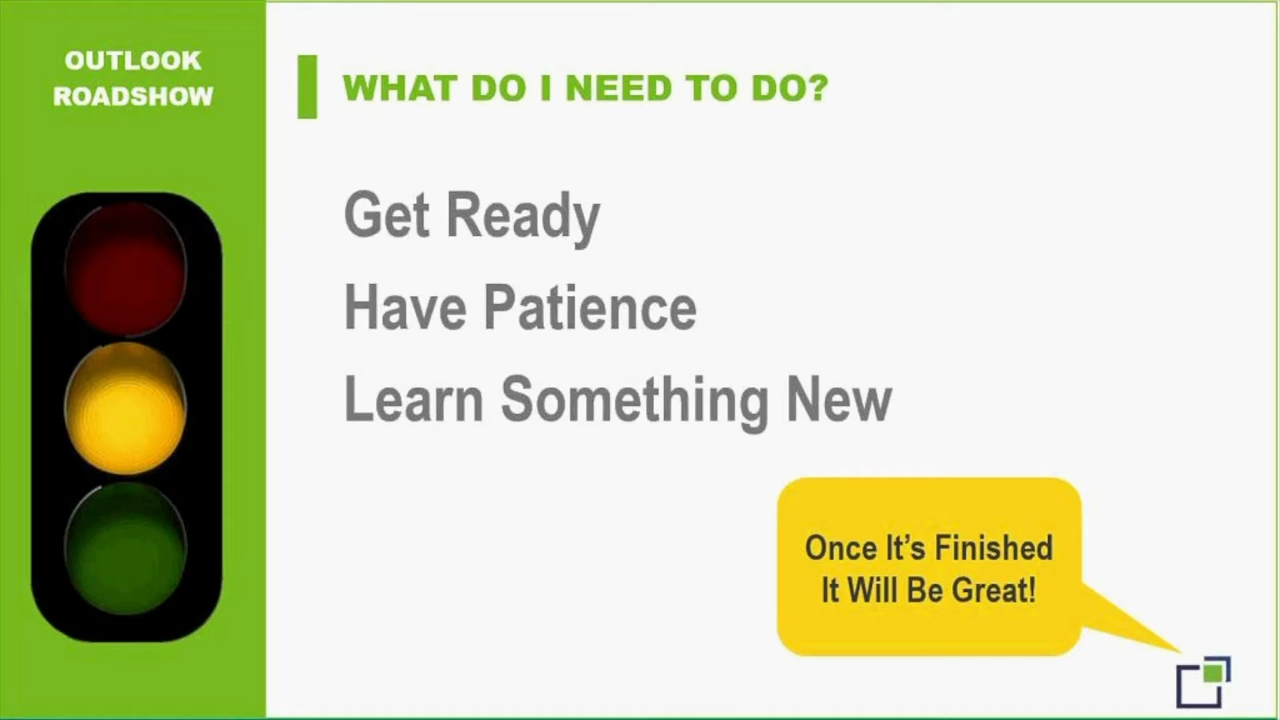 OUTLOOK
ROADSHOW
WHAT DO I NEED TO DO?
Get Ready
Have Patience
Learn Something New
Once It’s Finished
It Will Be Great!